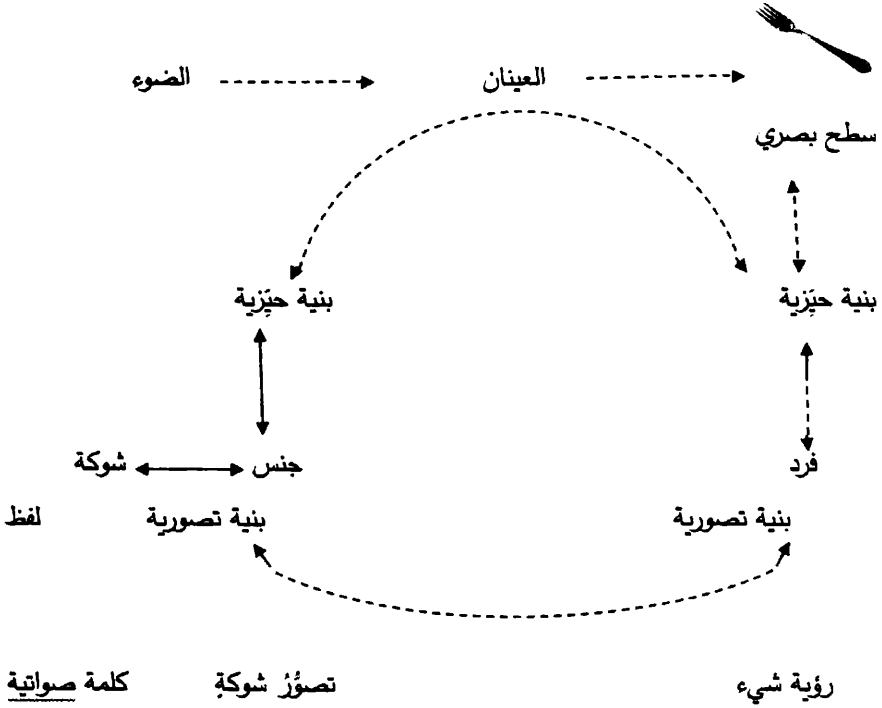 الضوء العينان
سطح بصري
بنية حيّزية بنية حيّزية
فرد جنس شوكة
بنية تصورية بنية تصورية لفظ
رؤية شيء تصوُّرُ شوكةٍ كلمة صواتية